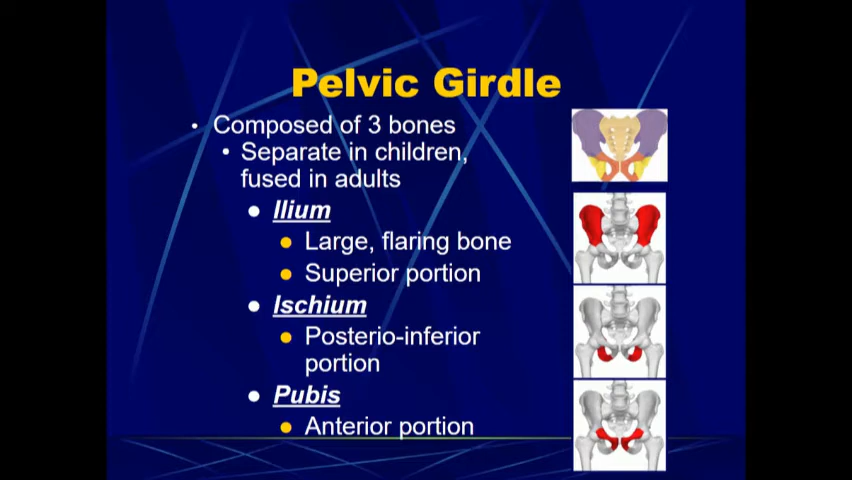 Pelvic Girdle
• Composed of 3 bones
• Separate in children,
fused in adults
● Ilium
● Large, flaring bone
● Superior portion
● Ischium
● Posterio-inferior
portion
● Pubis
● Anterior portion